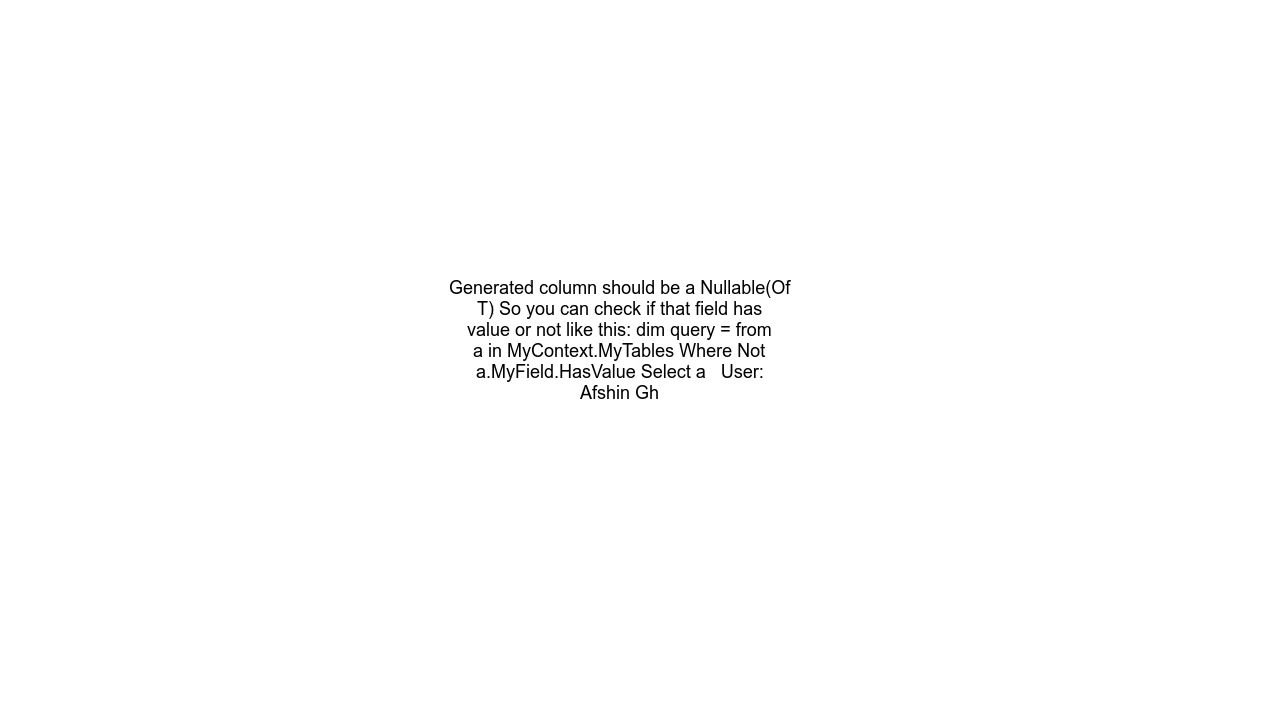 Generated column should be a Nullable(Of
T) So you can check if that field has
value or not like this: dim query = from
a in MyContext.MyTables Where Not
a.MyField.HasValue Select a   User:
Afshin Gh